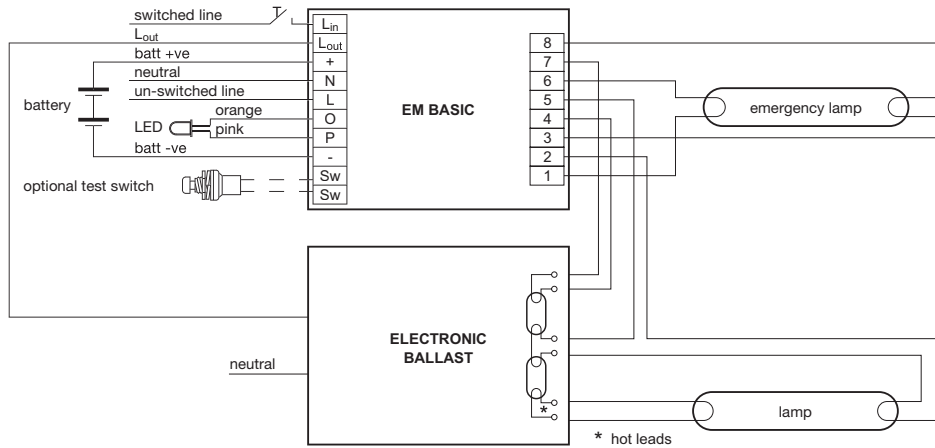 switched line
L_out
batt +ve
neutral
un-switched line
battery
orange
LED
pink
batt -ve
optional test switch
L_in
L_out
+
N
L
O
P
-
Sw
Sw
EM BASIC
8
7
6
5
4
3
2
1
emergency lamp
ELECTRONIC
BALLAST
neutral
*
lamp
* hot leads